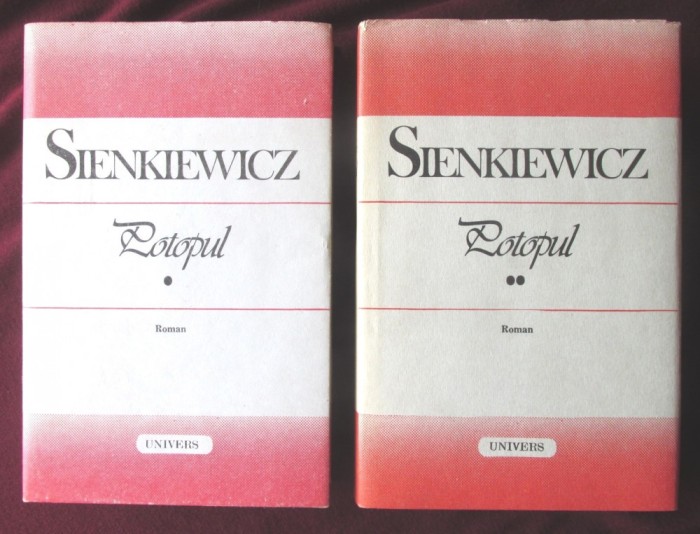 SIENKIEWICZ
Potopul
•
Roman
UNIVERS
SIENKIEWICZ
Potopul
••
Roman
UNIVERS